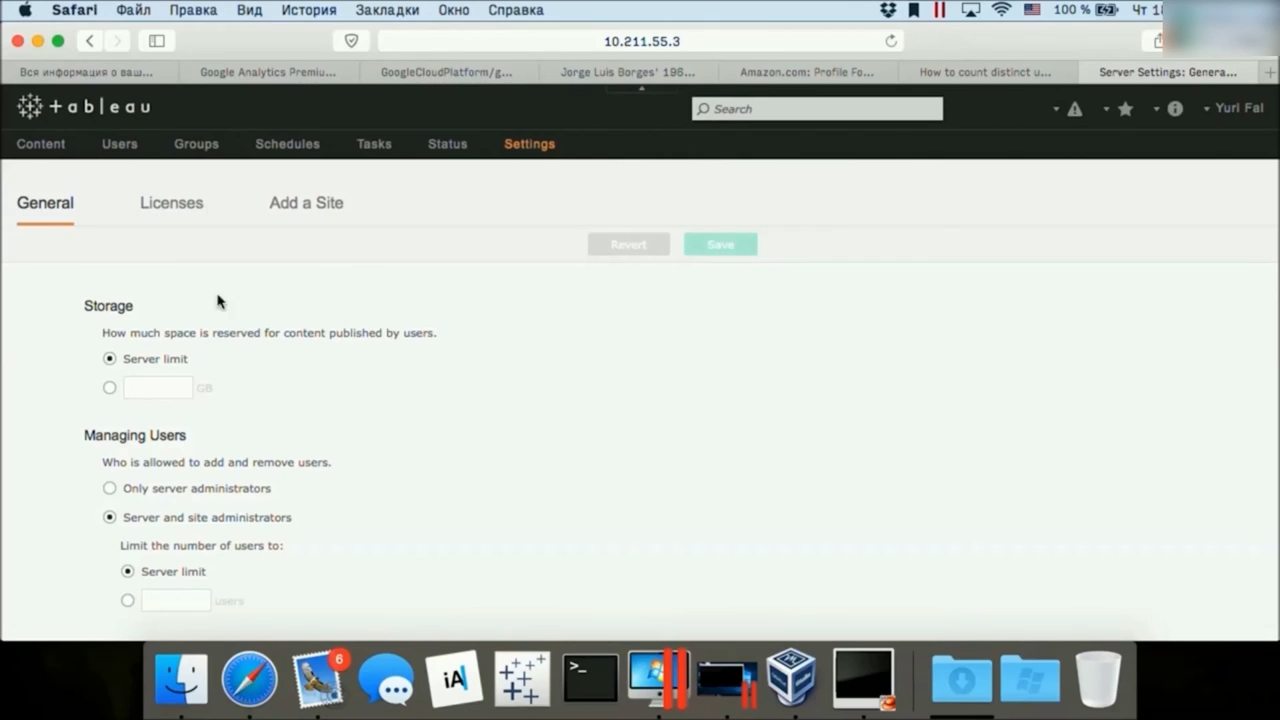 Safari Файл Правка Вид История Закладки Окно Справка 100 %
10.211.55.3
Вся информация о ваш... Google Analytics Premiu... GoogleCloudPlatform/g... Jorge Luis Borges' 196... Amazon.com: Profile Fo... How to count distinct u... Server Settings: Genera...
+ableau Search Yuri Fal
Content Users Groups Schedules Tasks Status Settings
General Licenses Add a Site
Revert Save
Storage
How much space is reserved for content published by users.
Server limit
GB
Managing Users
Who is allowed to add and remove users.
Only server administrators
Server and site administrators
Limit the number of users to:
Server limit
users
6
iA
>_